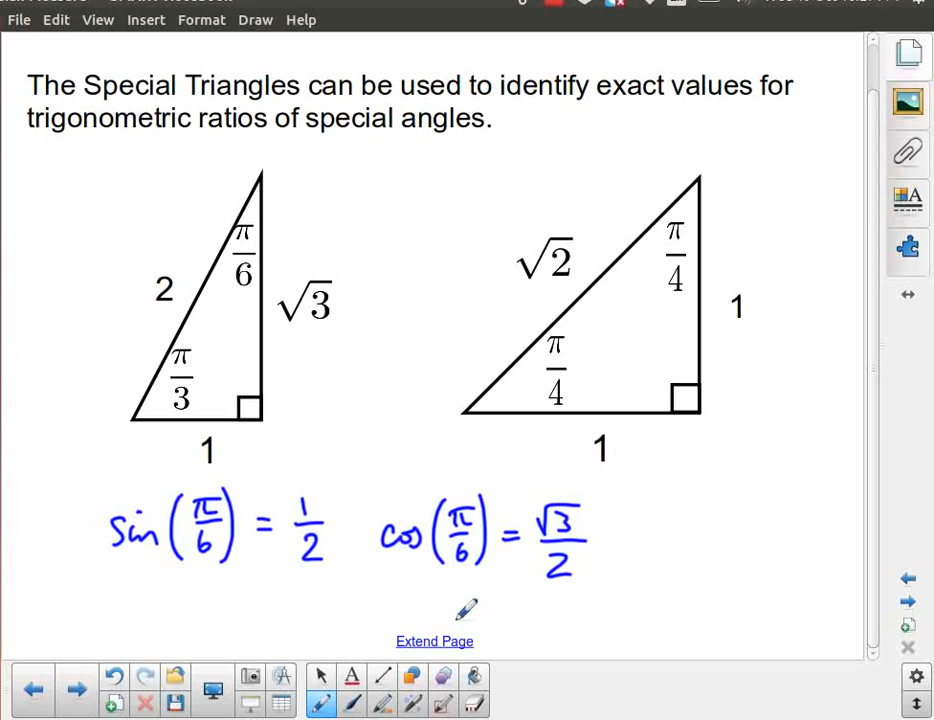 File Edit View Insert Format Draw Help
The Special Triangles can be used to identify exact values for
trigonometric ratios of special angles.
π/6
√2
π/4
2
√3
1
π/3
π/4
1
1
sin(π/6) = 1/2 cos(π/6) = √3/2
Extend Page